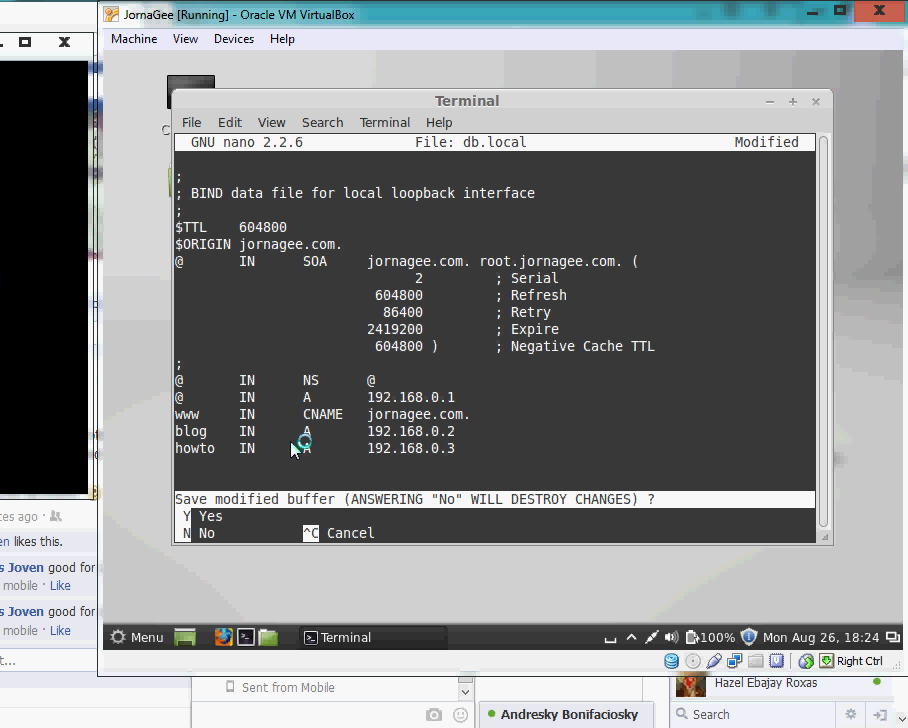 JornaGee [Running] - Oracle VM VirtualBox
Machine View Devices Help
Terminal
File Edit View Search Terminal Help
GNU nano 2.2.6 File: db.local Modified
;
; BIND data file for local loopback interface
;
$TTL 604800
$ORIGIN jornagee.com.
@ IN SOA jornagee.com. root.jornagee.com. (
2 ; Serial
604800 ; Refresh
86400 ; Retry
2419200 ; Expire
604800 ) ; Negative Cache TTL
;
@ IN NS @
@ IN A 192.168.0.1
www IN CNAME jornagee.com.
blog IN A 192.168.0.2
howto IN A 192.168.0.3
Save modified buffer (ANSWERING "No" WILL DESTROY CHANGES) ?
Y Yes
N No ^C Cancel
ago
likes this.
Joven good for
mobile · Like
Joven good for
mobile · Like
Menu Terminal 100% Mon Aug 26, 18:24
Right Ctrl
Sent from Mobile
Hazel Ebajay Roxas
Andresky Bonifaciosky
Search